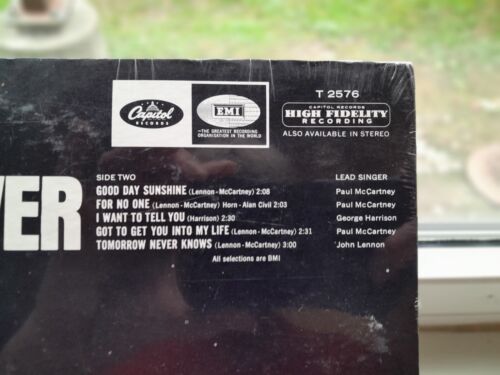 T 2576
Capitol
RECORDS
EMI
THE GREATEST RECORDING
ORGANISATION IN THE WORLD
CAPITOL RECORDS
HIGH FIDELITY
RECORDING
ALSO AVAILABLE IN STEREO
VER
SIDE TWO LEAD SINGER
GOOD DAY SUNSHINE (Lennon-McCartney) 2:08 Paul McCartney
FOR NO ONE (Lennon-McCartney) Horn - Alan Civil 2:03 Paul McCartney
I WANT TO TELL YOU (Harrison) 2:30 George Harrison
GOT TO GET YOU INTO MY LIFE (Lennon-McCartney) 2:31 Paul McCartney
TOMORROW NEVER KNOWS (Lennon-McCartney) 3:00 John Lennon
All selections are BMI